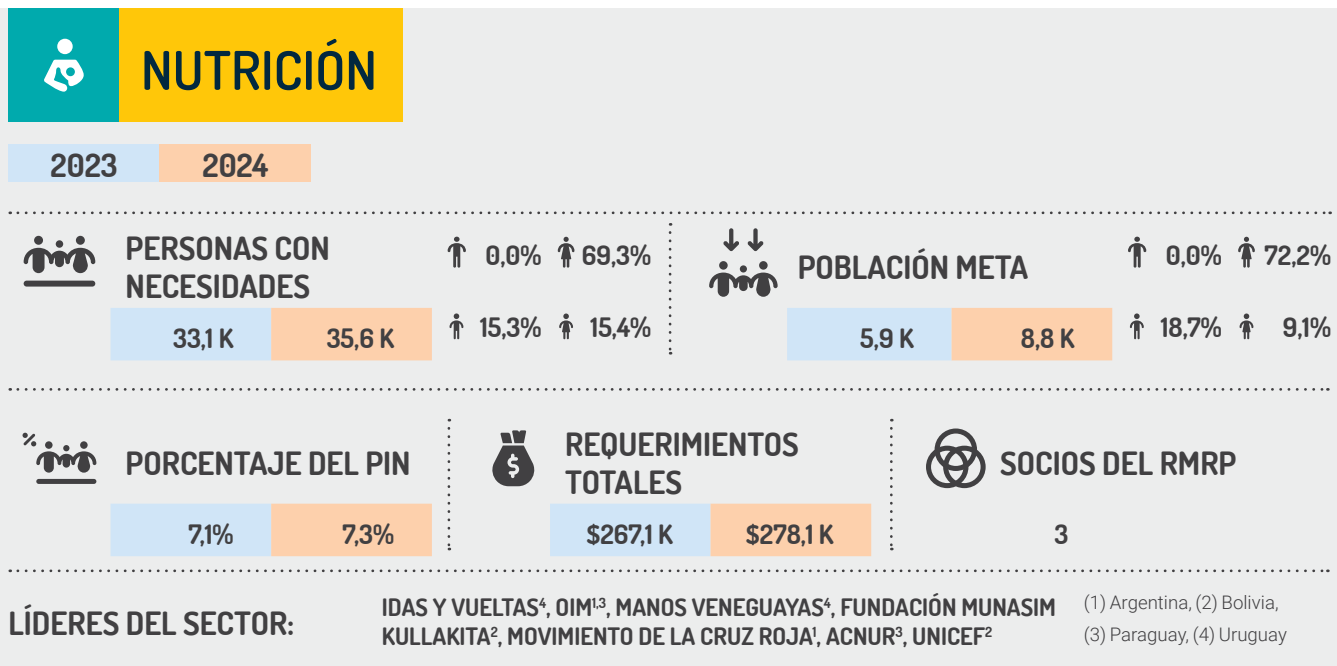 NUTRICIÓN
2023 2024
PERSONAS CON
NECESIDADES
33,1 K 35,6 K
0,0% 69,3%
15,3% 15,4%
POBLACIÓN META
5,9 K 8,8 K
0,0% 72,2%
18,7% 9,1%
% PORCENTAJE DEL PIN
7,1% 7,3%
$ REQUERIMIENTOS
TOTALES
$267,1 K $278,1 K
SOCIOS DEL RMRP
3
LÍDERES DEL SECTOR:
IDAS Y VUELTAS⁴, OIM¹,³, MANOS VENEGUAYAS⁴, FUNDACIÓN MUNASIM
KULLAKITA², MOVIMIENTO DE LA CRUZ ROJA¹, ACNUR³, UNICEF²
(1) Argentina, (2) Bolivia,
(3) Paraguay, (4) Uruguay